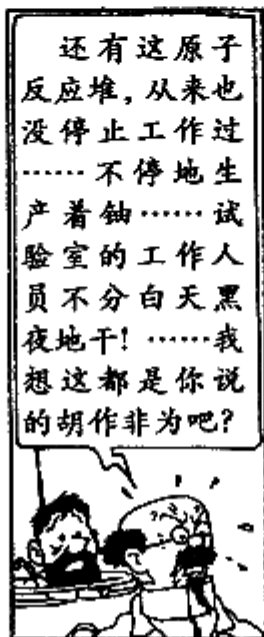 还有这原子
反应堆，从来也
没停止工作过
……不停地生
产着铀……试
验室的工作人
员不分白天黑
夜地干！……我
想这都是你说
的胡作非为吧？